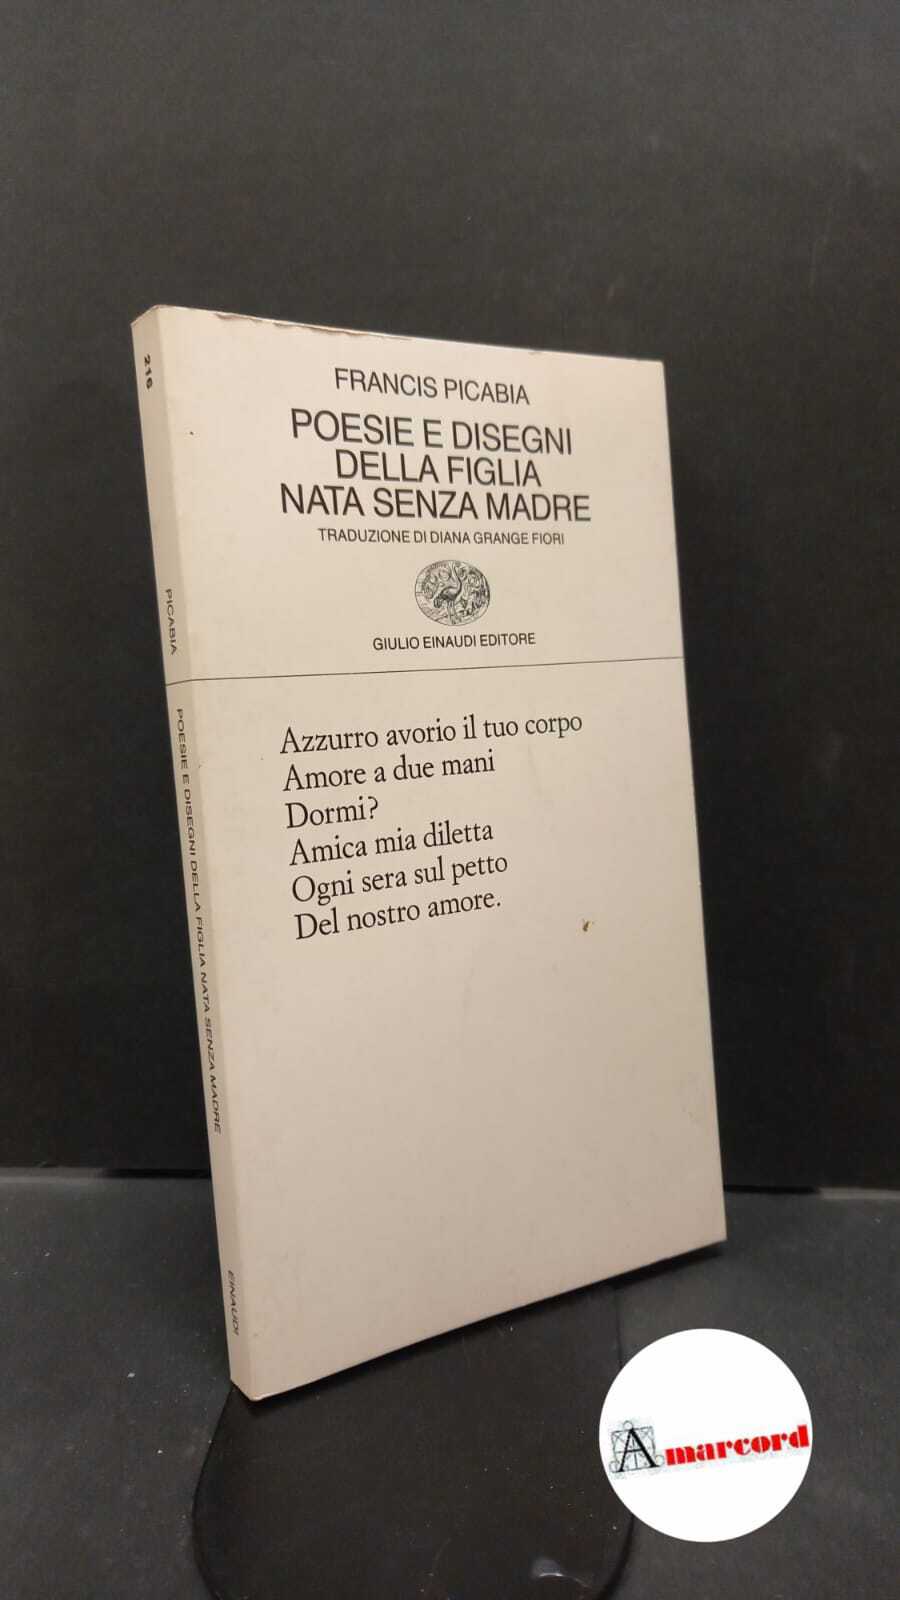 FRANCIS PICABIA
POESIE E DISEGNI
DELLA FIGLIA
NATA SENZA MADRE
TRADUZIONE DI DIANA GRANGE FIORI
GIULIO EINAUDI EDITORE
Azzurro avorio il tuo corpo
Amore a due mani
Dormi?
Amica mia diletta
Ogni sera sul petto
Del nostro amore.
216
PICABIA
POESIE E DISEGNI DELLA FIGLIA NATA SENZA MADRE
EINAUDI
Amarcord